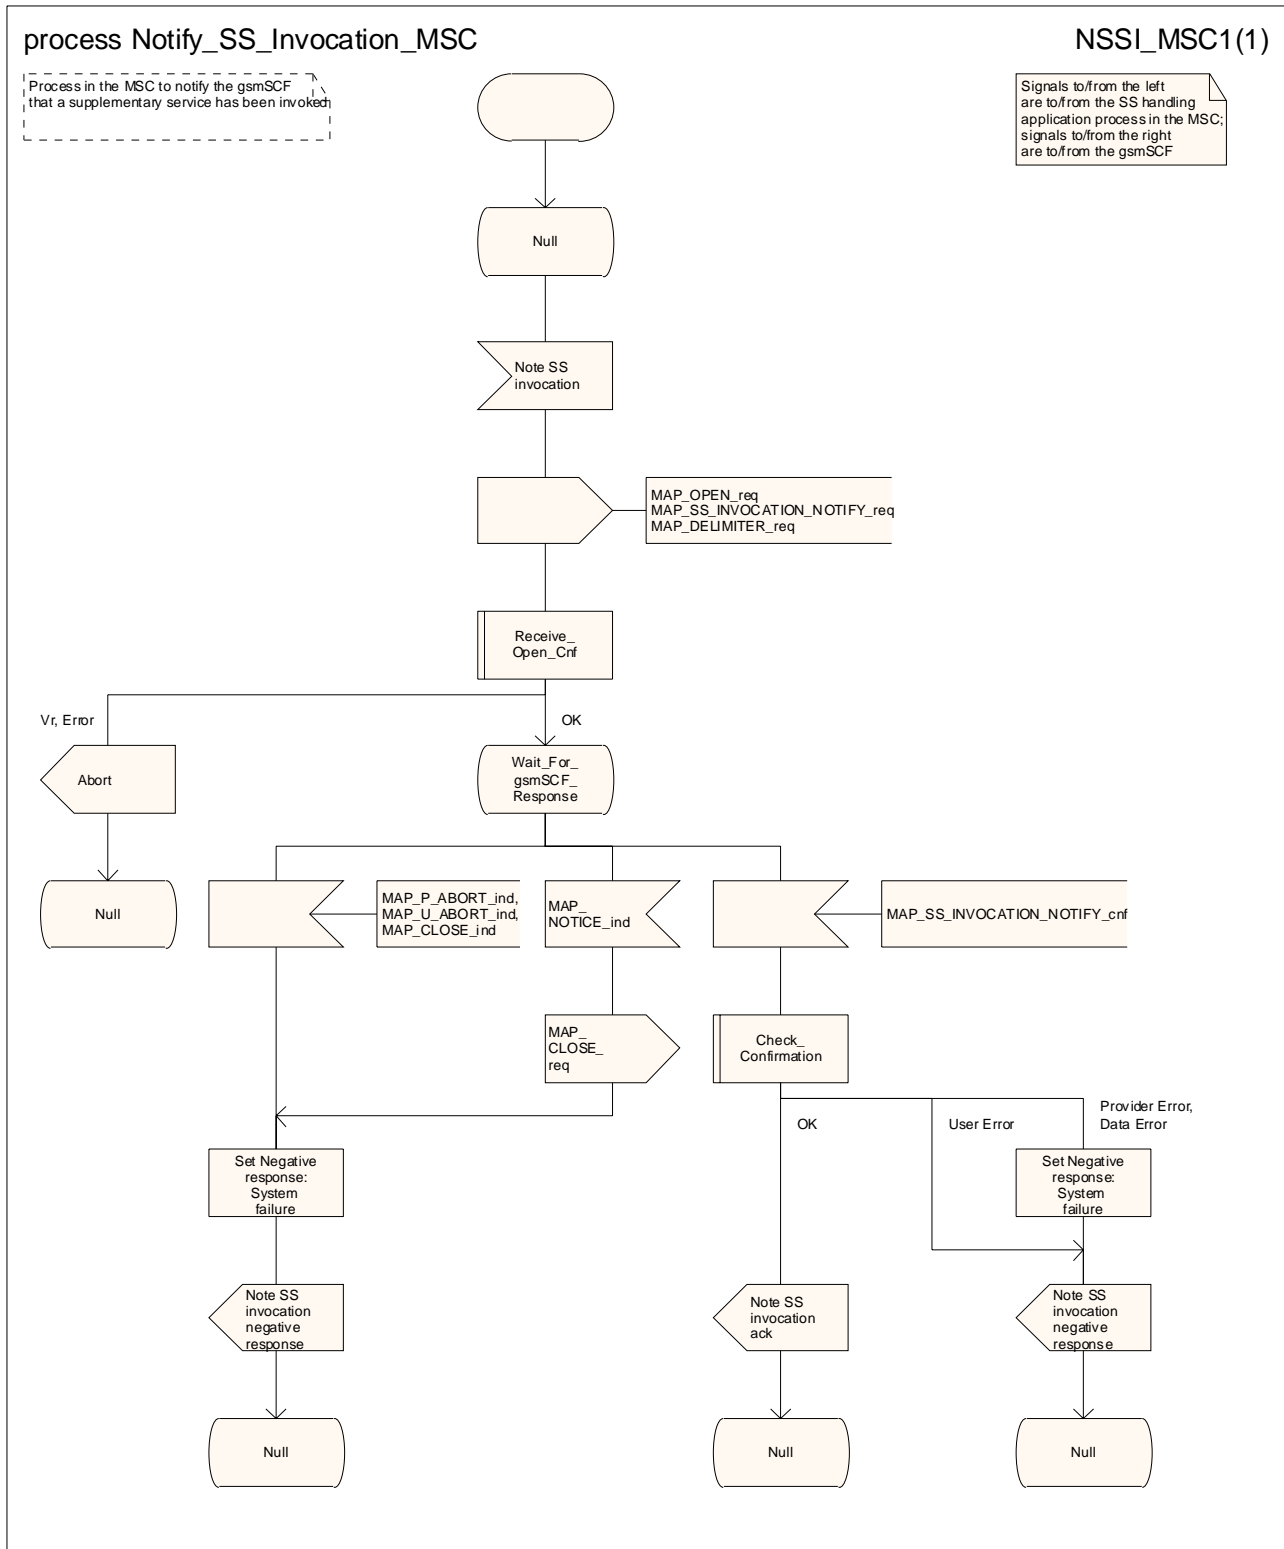 process Notify_SS_Invocation_MSC
NSSI_MSC1(1)
Process in the MSC to notify the gsmSCF
that a supplementary service has been invoked
Signals to/from the left
are to/from the SS handling
application process in the MSC;
signals to/from the right
are to/from the gsmSCF
Null
Note SS
invocation
MAP_OPEN_req
MAP_SS_INVOCATION_NOTIFY_req
MAP_DELIMITER_req
Receive_
Open_Cnf
Vr, Error
OK
Abort
Wait_For_
gsmSCF_
Response
Null
MAP_P_ABORT_ind,
MAP_U_ABORT_ind,
MAP_CLOSE_ind
MAP_
NOTICE_ind
MAP_SS_INVOCATION_NOTIFY_cnf
MAP_
CLOSE_
req
Check_
Confirmation
OK
User Error
Provider Error,
Data Error
Set Negative
response:
System
failure
Set Negative
response:
System
failure
Note SS
invocation
negative
response
Note SS
invocation
ack
Note SS
invocation
negative
response
Null
Null
Null